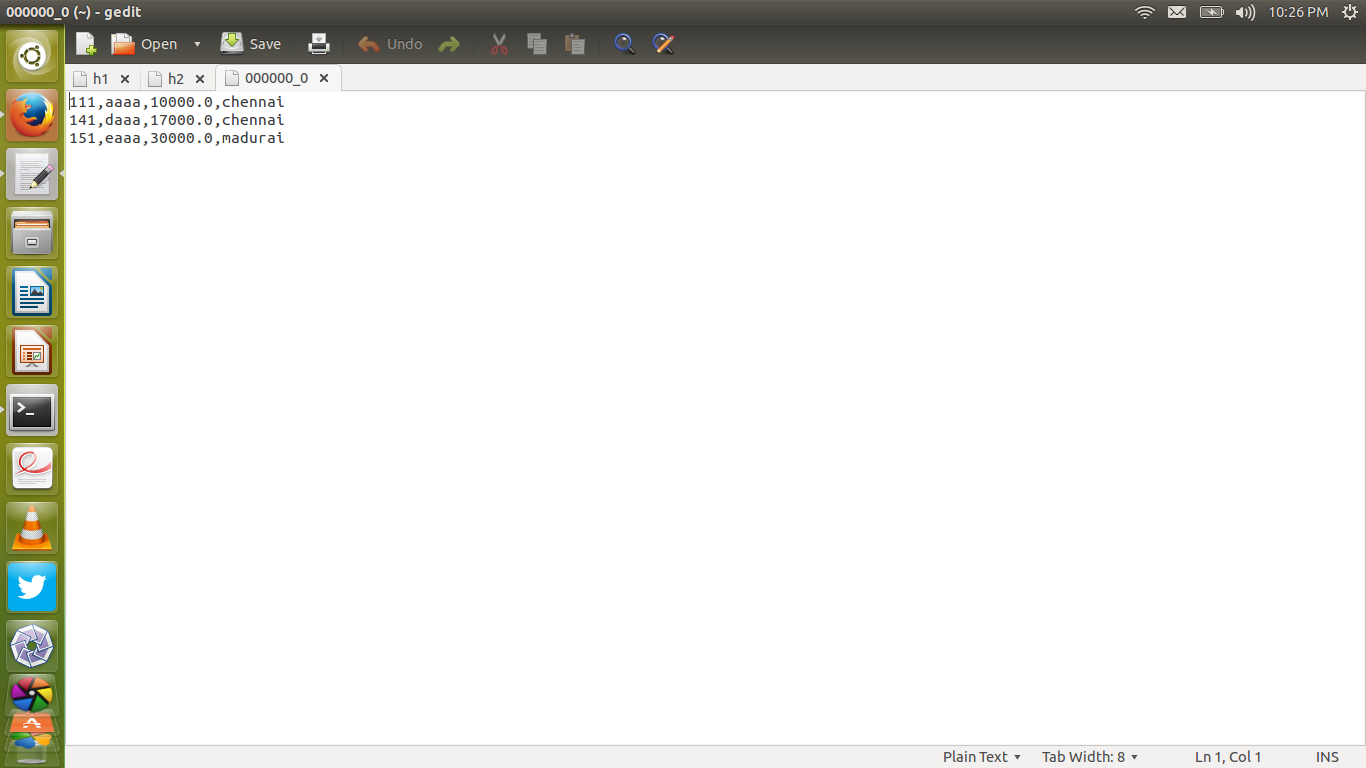 000000_0 (~) - gedit
10:26 PM
Open
Save
Undo
h1
h2
000000_0
111,aaaa,10000.0,chennai
141,daaa,17000.0,chennai
151,eaaa,30000.0,madurai
Plain Text
Tab Width: 8
Ln 1, Col 1
INS